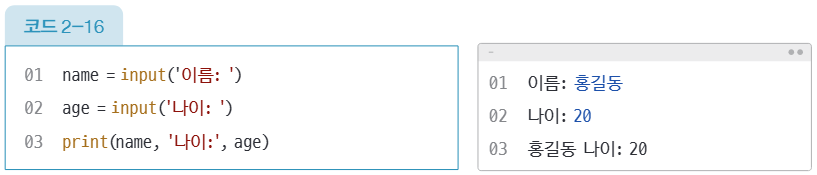 코드 2-16
01 name = input('이름: ')
02 age = input('나이: ')
03 print(name, '나이:', age)
01 이름: 홍길동
02 나이: 20
03 홍길동 나이: 20